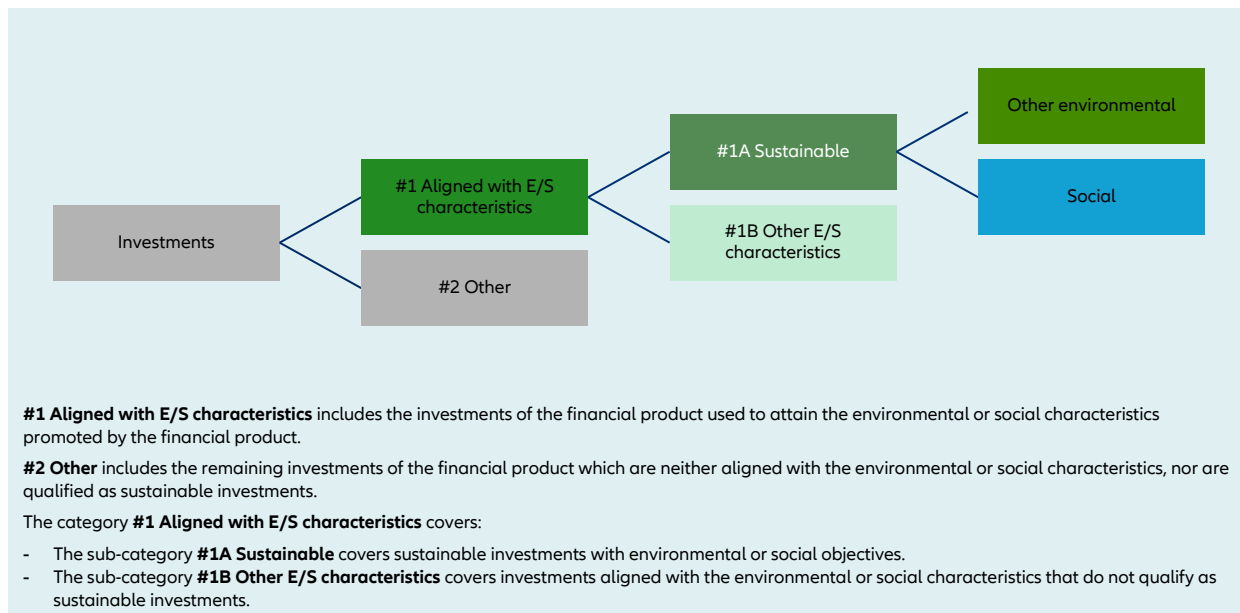 Other environmental
#1A Sustainable
#1 Aligned with E/S
characteristics
Social
Investments
#1B Other E/S
characteristics
#2 Other
#1 Aligned with E/S characteristics includes the investments of the financial product used to attain the environmental or social characteristics
promoted by the financial product.
#2 Other includes the remaining investments of the financial product which are neither aligned with the environmental or social characteristics, nor are
qualified as sustainable investments.
The category #1 Aligned with E/S characteristics covers:
- The sub-category #1A Sustainable covers sustainable investments with environmental or social objectives.
- The sub-category #1B Other E/S characteristics covers investments aligned with the environmental or social characteristics that do not qualify as
sustainable investments.